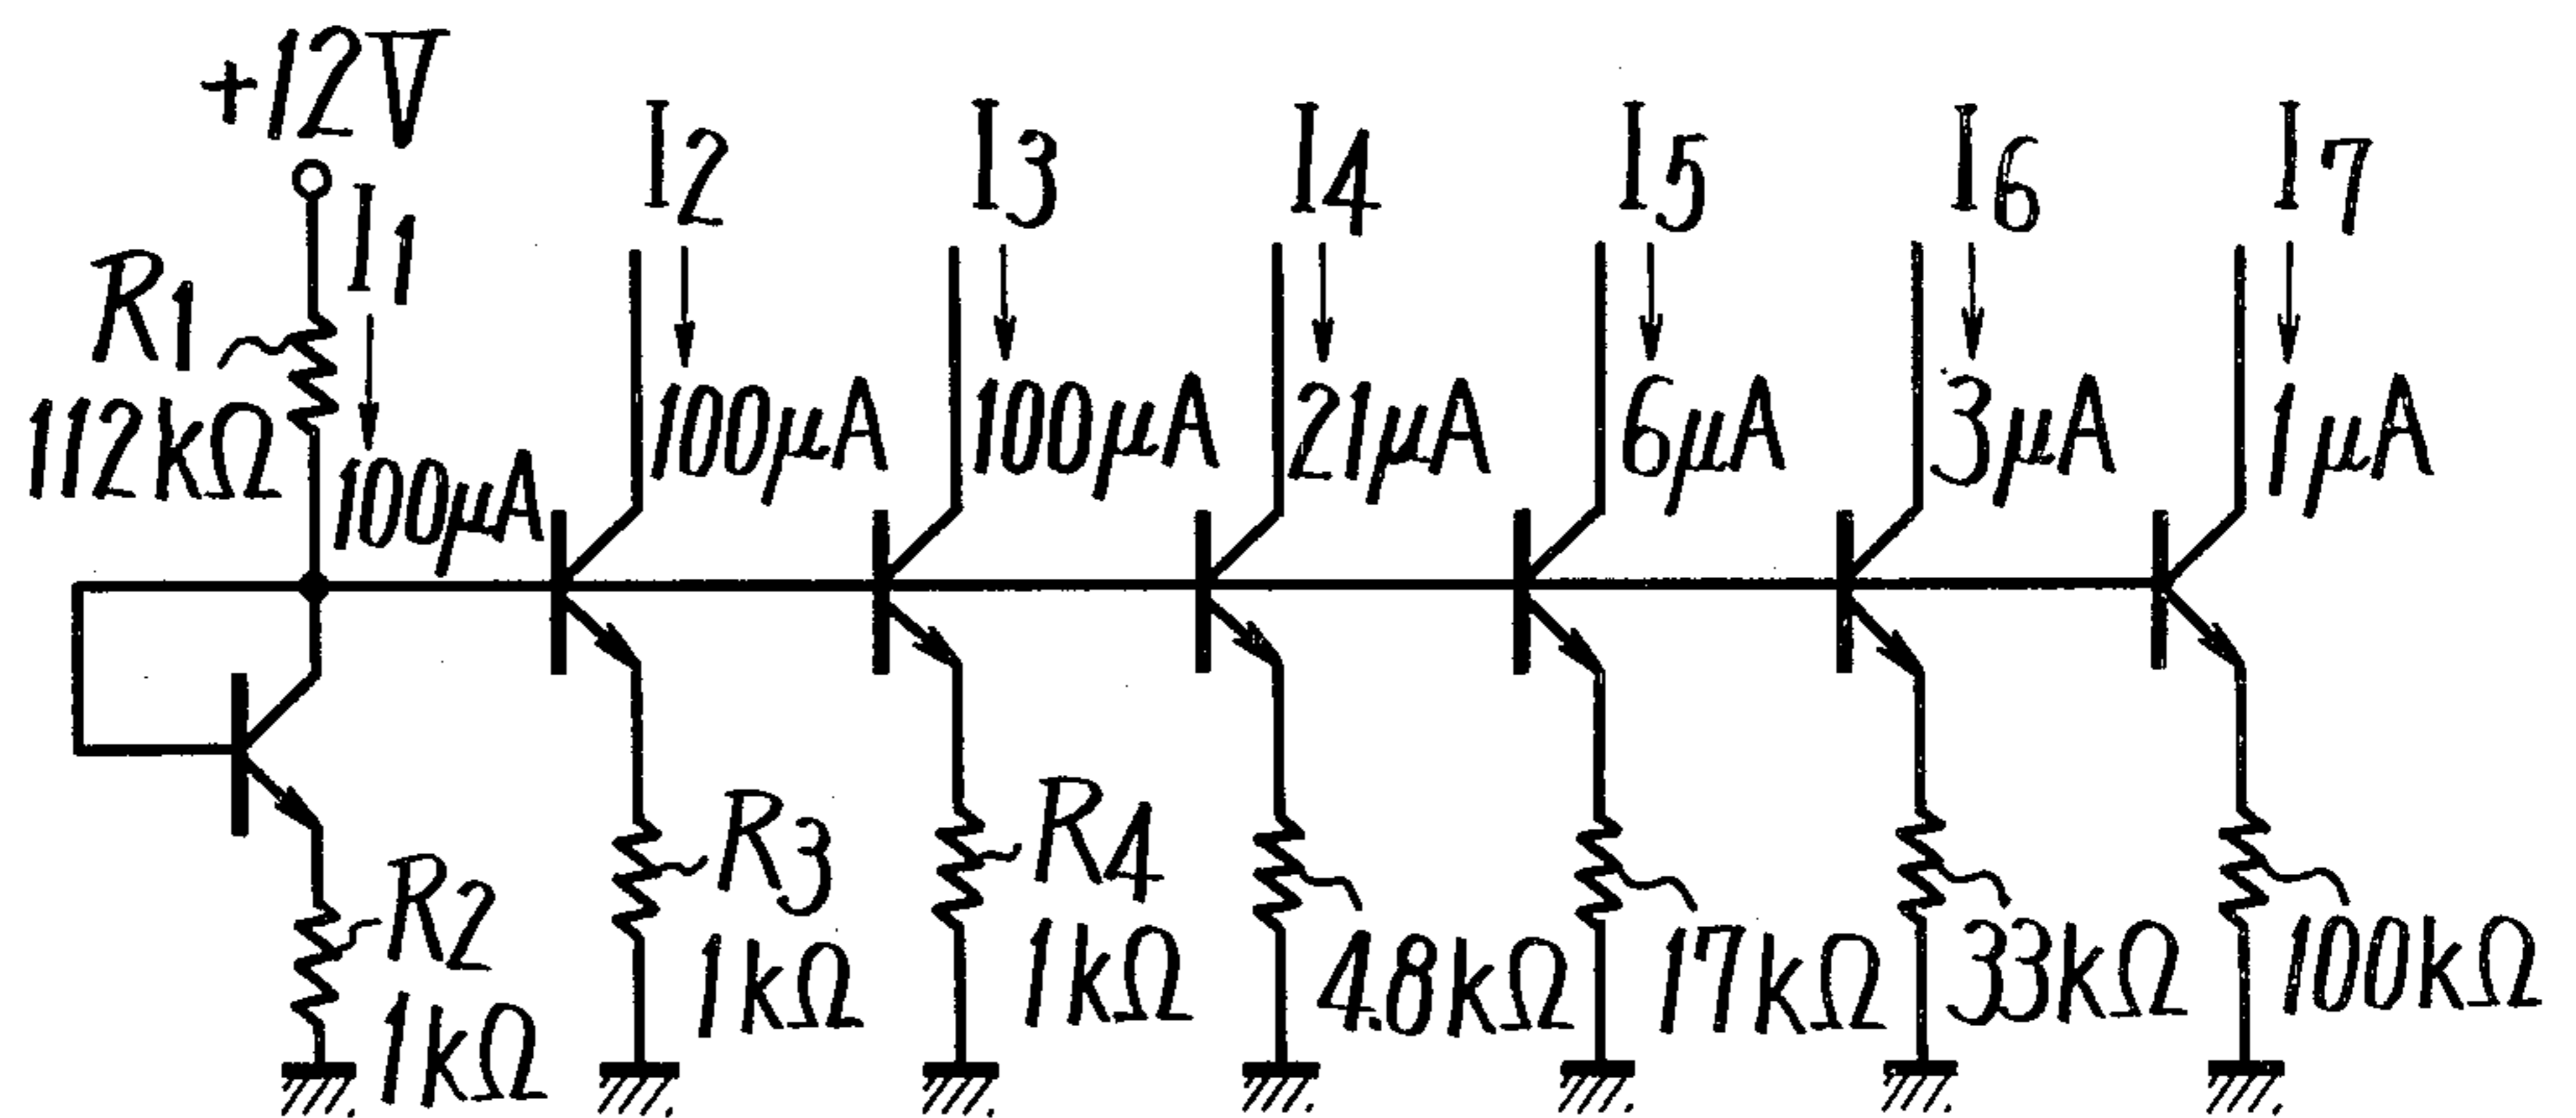 +12V
I1
R1
112kΩ
100μA
I2
100μA
I3
100μA
I4
21μA
I5
6μA
I6
3μA
I7
1μA
R2
1kΩ
R3
1kΩ
R4
1kΩ
4.8kΩ
17kΩ
33kΩ
100kΩ